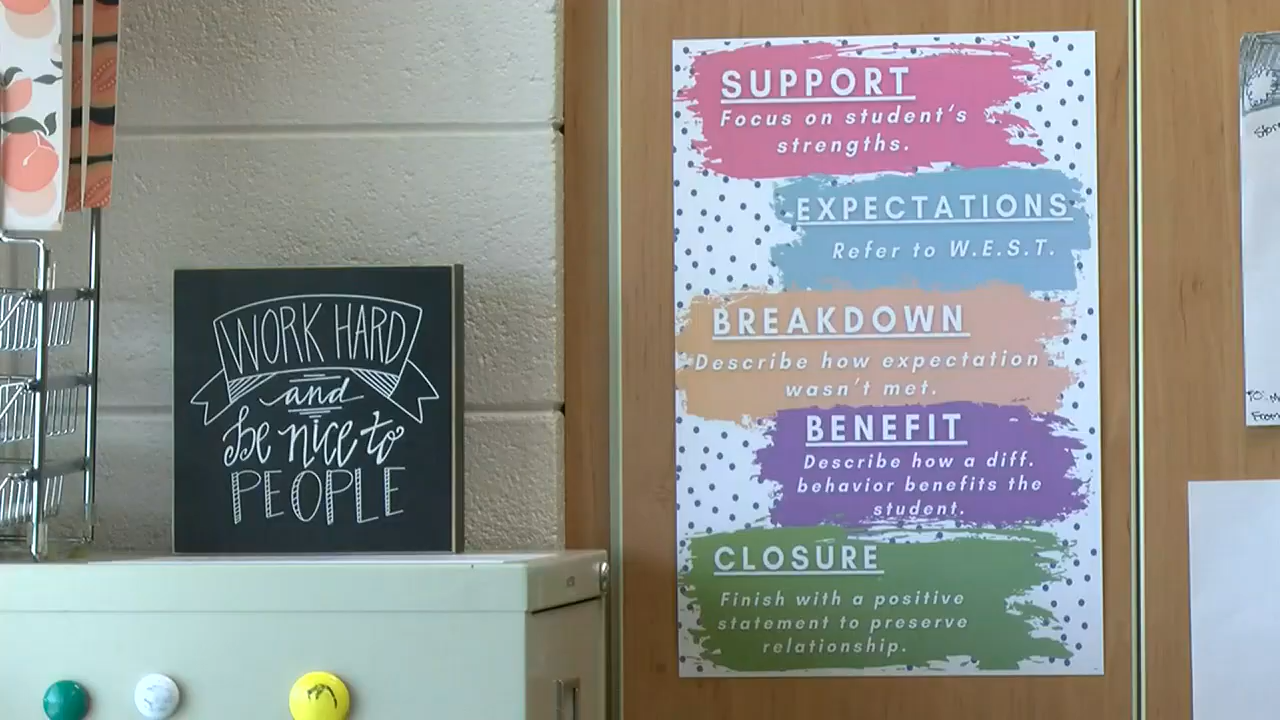 WORK HARD
and
be nice to
PEOPLE
SUPPORT
Focus on student's
strengths.
EXPECTATIONS
Refer to W.E.S.T.
BREAKDOWN
Describe how expectation
wasn't met.
BENEFIT
Describe how a diff.
behavior benefits the
student.
CLOSURE
Finish with a positive
statement to preserve
relationship.